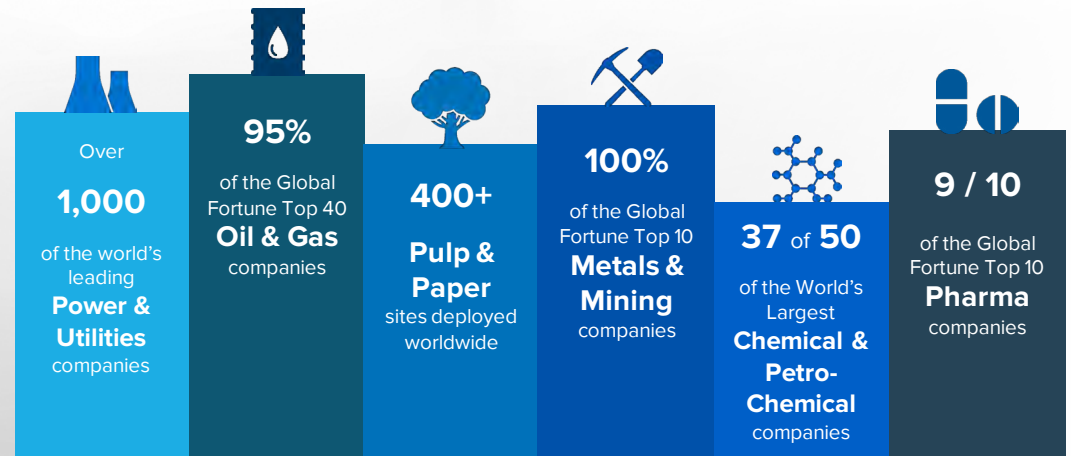 Over
1,000
of the world's
leading
Power &
Utilities
companies
95%
of the Global
Fortune Top 40
Oil & Gas
companies
400+
Pulp &
Paper
sites deployed
worldwide
100%
of the Global
Fortune Top 10
Metals &
Mining
companies
37 of 50
of the World's
Largest
Chemical &
Petro-
Chemical
companies
9 / 10
of the Global
Fortune Top 10
Pharma
companies